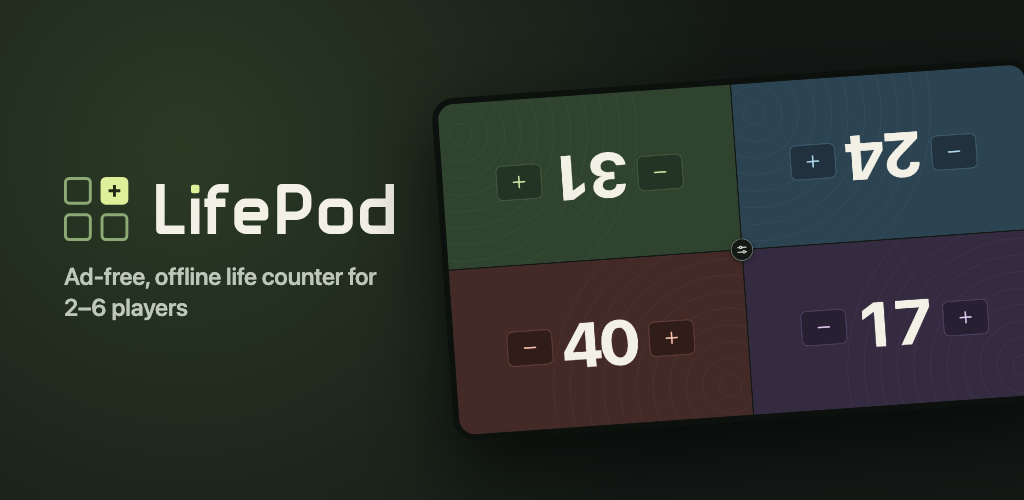 LifePod
Ad-free, offline life counter for
2–6 players
+ 31 −
+ 24 −
− 40 +
− 17 +